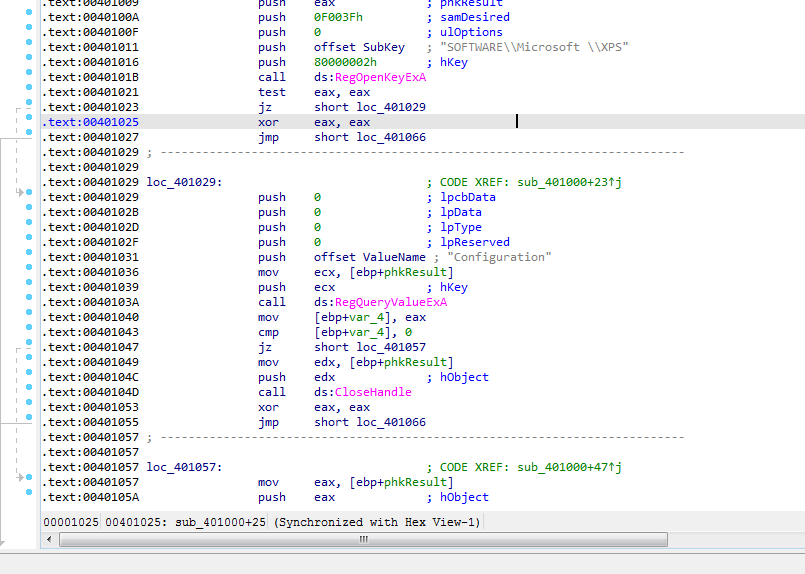 .text:00401009 push eax ; phkResult
.text:0040100A push 0F003Fh ; samDesired
.text:0040100F push 0 ; ulOptions
.text:00401011 push offset SubKey ; "SOFTWARE\\Microsoft \\XPS"
.text:00401016 push 80000002h ; hKey
.text:0040101B call ds:RegOpenKeyExA
.text:00401021 test eax, eax
.text:00401023 jz short loc_401029
.text:00401025 xor eax, eax
.text:00401027 jmp short loc_401066
.text:00401029 ; ---------------------------------------------------------------------------
.text:00401029
.text:00401029 loc_401029: ; CODE XREF: sub_401000+23↑j
.text:00401029 push 0 ; lpcbData
.text:0040102B push 0 ; lpData
.text:0040102D push 0 ; lpType
.text:0040102F push 0 ; lpReserved
.text:00401031 push offset ValueName ; "Configuration"
.text:00401036 mov ecx, [ebp+phkResult]
.text:00401039 push ecx ; hKey
.text:0040103A call ds:RegQueryValueExA
.text:00401040 mov [ebp+var_4], eax
.text:00401043 cmp [ebp+var_4], 0
.text:00401047 jz short loc_401057
.text:00401049 mov edx, [ebp+phkResult]
.text:0040104C push edx ; hObject
.text:0040104D call ds:CloseHandle
.text:00401053 xor eax, eax
.text:00401055 jmp short loc_401066
.text:00401057 ; ---------------------------------------------------------------------------
.text:00401057
.text:00401057 loc_401057: ; CODE XREF: sub_401000+47↑j
.text:00401057 mov eax, [ebp+phkResult]
.text:0040105A push eax ; hObject
00001025 00401025: sub_401000+25 (Synchronized with Hex View-1)